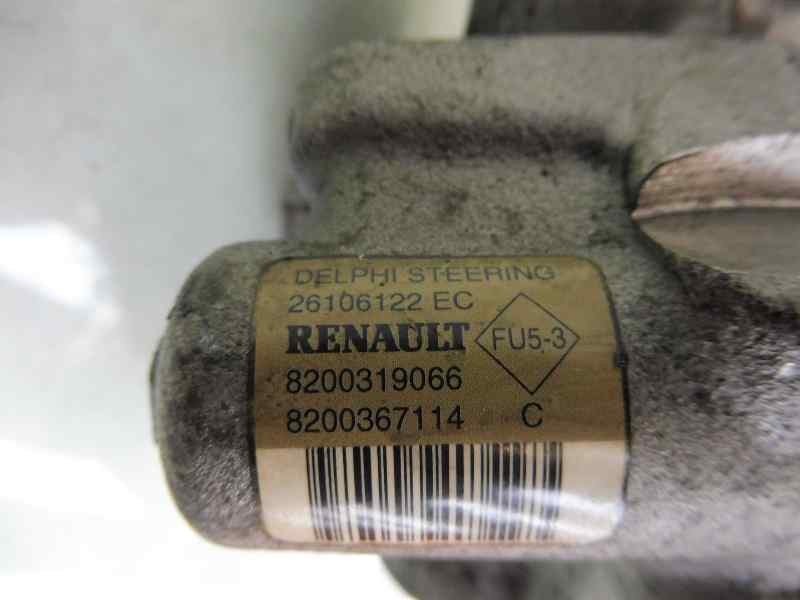 DELPHI STEERING
26106122 EC
RENAULT FU5-3
8200319066
8200367114 C